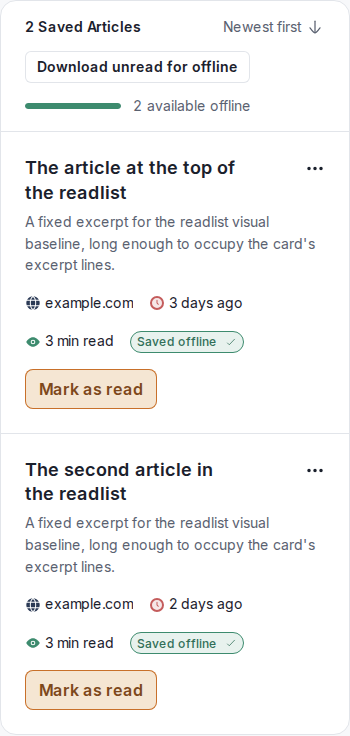 2 Saved Articles
Newest first
Download unread for offline
2 available offline
The article at the top of
the readlist
A fixed excerpt for the readlist visual
baseline, long enough to occupy the card's
excerpt lines.
example.com 3 days ago
3 min read Saved offline
Mark as read
The second article in
the readlist
A fixed excerpt for the readlist visual
baseline, long enough to occupy the card's
excerpt lines.
example.com 2 days ago
3 min read Saved offline
Mark as read